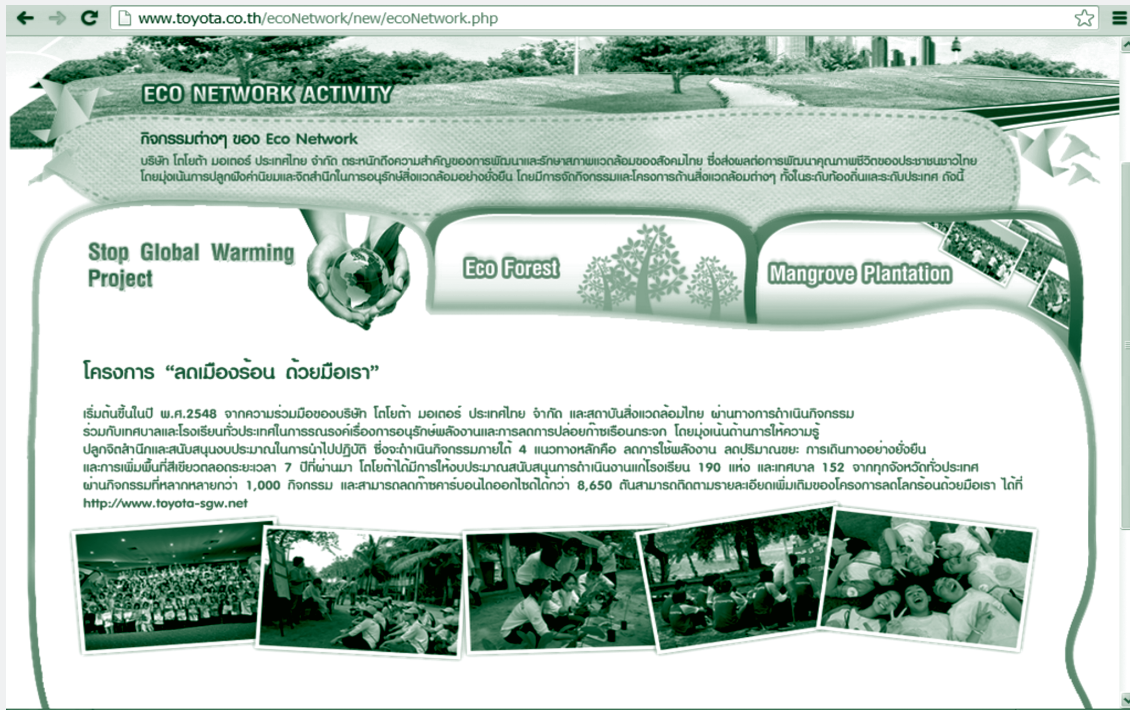 www.toyota.co.th/ecoNetwork/new/ecoNetwork.php
ECO NETWORK ACTIVITY
กิจกรรมต่างๆ ของ Eco Network
บริษัท โตโยต้า มอเตอร์ ประเทศไทย จำกัด ตระหนักถึงความสำคัญของการพัฒนาและรักษาสภาพแวดล้อมของสังคมไทย ซึ่งส่งผลต่อการพัฒนาคุณภาพชีวิตของประชาชนชาวไทย
โดยมุ่งเน้นการปลูกฝังค่านิยมและจิตสำนึกในการอนุรักษ์สิ่งแวดล้อมอย่างยั่งยืน โดยมีการจัดกิจกรรมและโครงการด้านสิ่งแวดล้อมต่างๆ ทั้งในระดับท้องถิ่นและระดับประเทศ ดังนี้
Stop Global Warming
Project
Eco Forest
Mangrove Plantation
โครงการ “ลดเมืองร้อน ด้วยมือเรา”
เริ่มต้นขึ้นในปี พ.ศ.2548 จากความร่วมมือของบริษัท โตโยต้า มอเตอร์ ประเทศไทย จำกัด และสถาบันสิ่งแวดล้อมไทย ผ่านทางการดำเนินกิจกรรม
ร่วมกับเทศบาลและโรงเรียนทั่วประเทศในการรณรงค์เรื่องการอนุรักษ์พลังงานและการลดการปล่อยก๊าซเรือนกระจก โดยมุ่งเน้นด้านการให้ความรู้
ปลูกจิตสำนึกและสนับสนุนงบประมาณในการนำไปปฏิบัติ ซึ่งจะดำเนินกิจกรรมภายใต้ 4 แนวทางหลักคือ ลดการใช้พลังงาน ลดปริมาณขยะ การเดินทางอย่างยั่งยืน
และการเพิ่มพื้นที่สีเขียวตลอดระยะเวลา 7 ปีที่ผ่านมา โตโยต้าได้มีการให้งบประมาณสนับสนุนการดำเนินงานแก่โรงเรียน 190 แห่ง และเทศบาล 152 จากทุกจังหวัดทั่วประเทศ
ผ่านกิจกรรมที่หลากหลายกว่า 1,000 กิจกรรม และสามารถลดก๊าซคาร์บอนไดออกไซด์ได้กว่า 8,650 ตันสามารถติดตามรายละเอียดเพิ่มเติมของโครงการลดโลกร้อนด้วยมือเรา ได้ที่
http://www.toyota-sgw.net